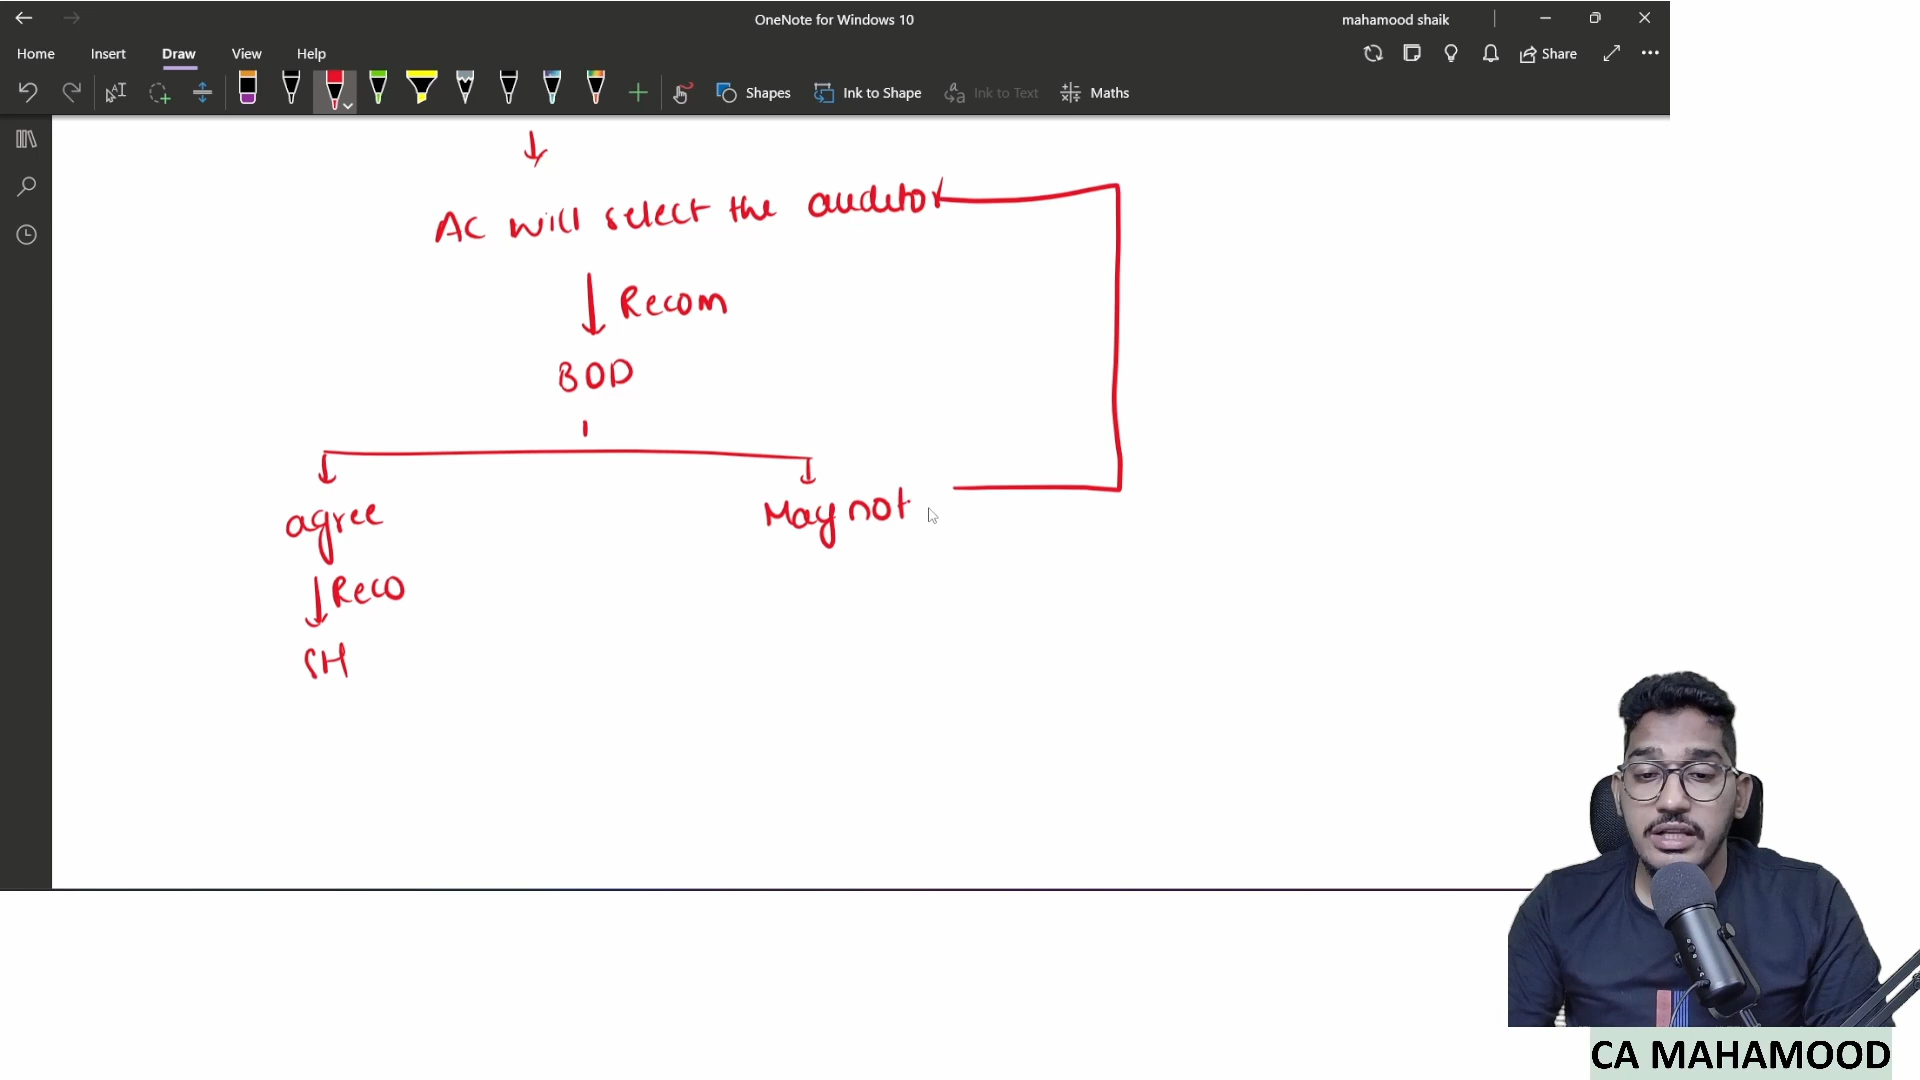 OneNote for Windows 10
mahamood shaik
Home Insert Draw View Help
Share
Shapes Ink to Shape Ink to Text Maths
AC will select the auditor
Recom
BOD
agree
May not
Reco
SH
CA MAHAMOOD